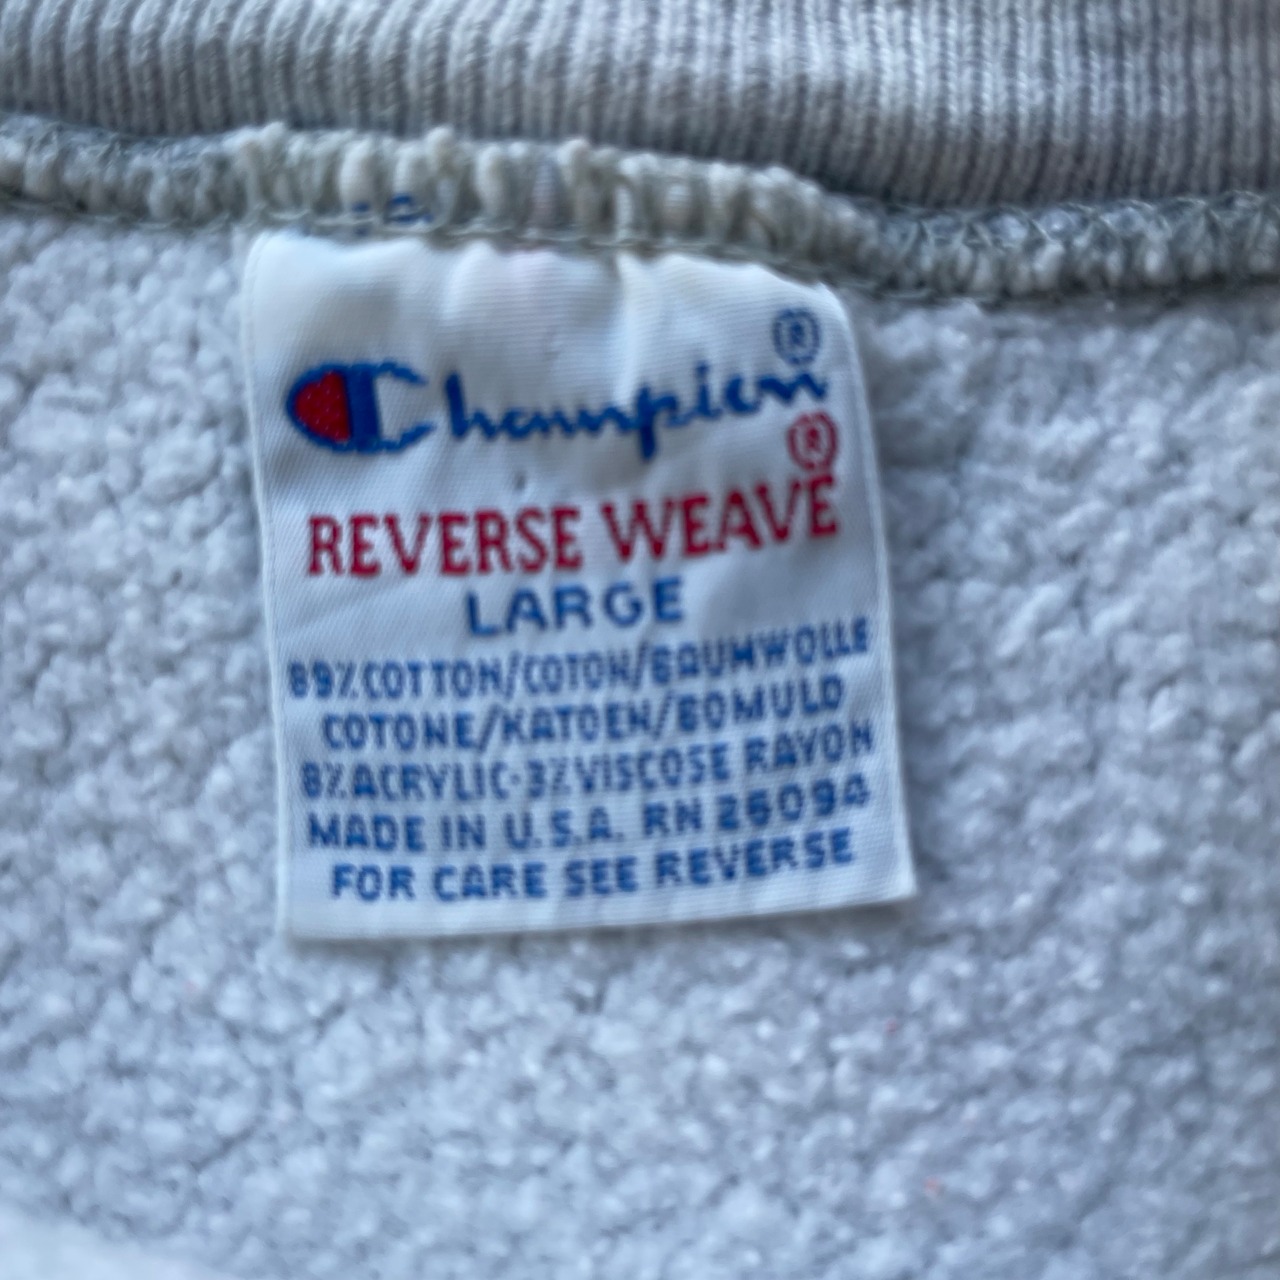 Champion®
REVERSE WEAVE®
LARGE
89%COTTON/COTON/BAUMWOLLE
COTONE/KATOEN/BOMULD
8%ACRYLIC·3%VISCOSE RAYON
MADE IN U.S.A. RN 26094
FOR CARE SEE REVERSE